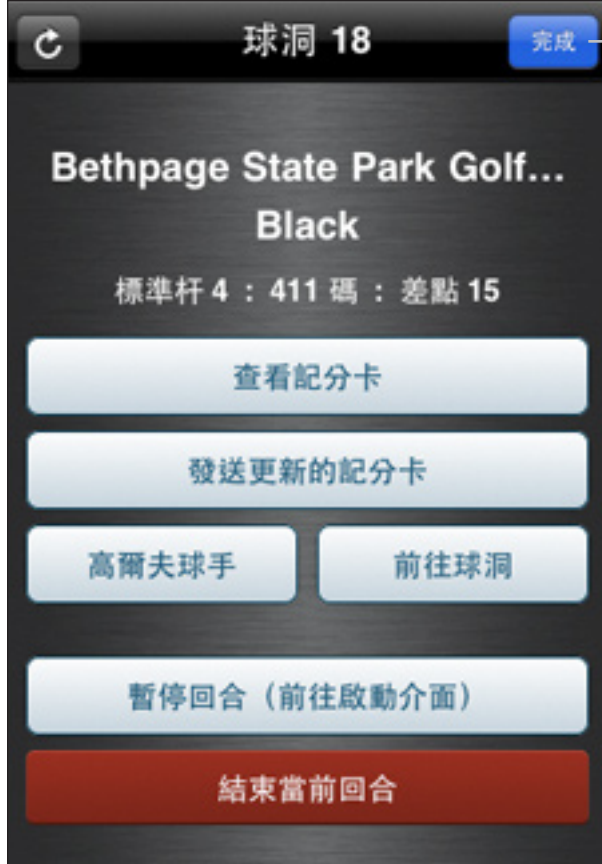 球洞 18
完成
Bethpage State Park Golf...
Black
標準杆 4 : 411 碼 : 差點 15
查看記分卡
發送更新的記分卡
高爾夫球手
前往球洞
暫停回合（前往啟動介面）
結束當前回合